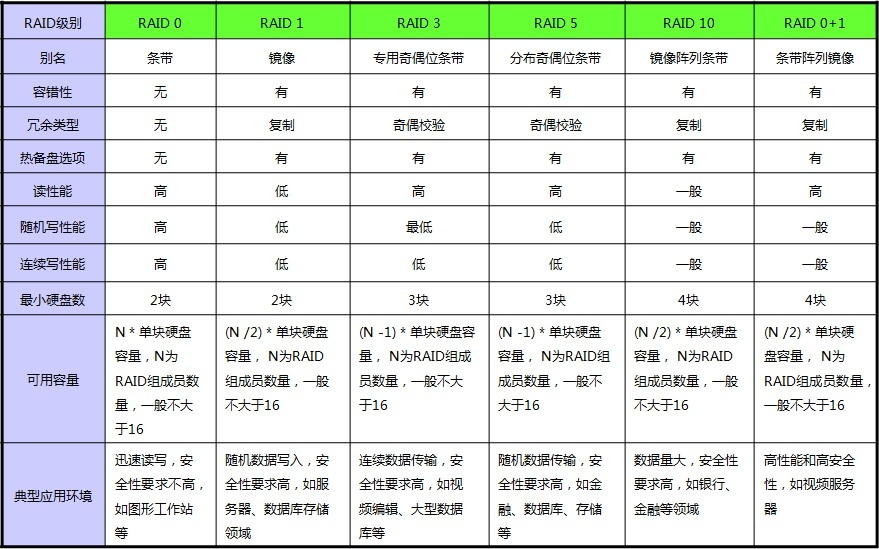 RAID级别 RAID 0 RAID 1 RAID 3 RAID 5 RAID 10 RAID 0+1
别名 条带 镜像 专用奇偶位条带 分布奇偶位条带 镜像阵列条带 条带阵列镜像
容错性 无 有 有 有 有 有
冗余类型 无 复制 奇偶校验 奇偶校验 复制 复制
热备盘选项 无 有 有 有 有 有
读性能 高 低 高 高 一般 高
随机写性能 高 低 最低 低 一般 一般
连续写性能 高 低 低 低 一般 一般
最小硬盘数 2块 2块 3块 3块 4块 4块
可用容量
N * 单块硬盘
容量，N为
RAID组成员数
量，一般不大
于16
(N /2) * 单块硬盘
容量， N为RAID
组成员数量，一般
不大于16
(N -1) * 单块硬盘容
量， N为RAID组成
员数量，一般不大
于16
(N -1) * 单块硬盘
容量， N为RAID组
成员数量，一般不
大于16
(N /2) * 单块硬盘
容量， N为RAID
组成员数量，一般
不大于16
(N /2) * 单块硬
盘容量， N为
RAID组成员数量，
一般不大于16
典型应用环境
迅速读写，安
全性要求不高，
如图形工作站
等
随机数据写入，安
全性要求高，如服
务器、数据库存储
领域
连续数据传输，安
全性要求高，如视
频编辑、大型数据
库等
随机数据传输，安
全性要求高，如金
融、数据库、存储
等
数据量大，安全性
要求高，如银行、
金融等领域
高性能和高安全
性，如视频服务
器